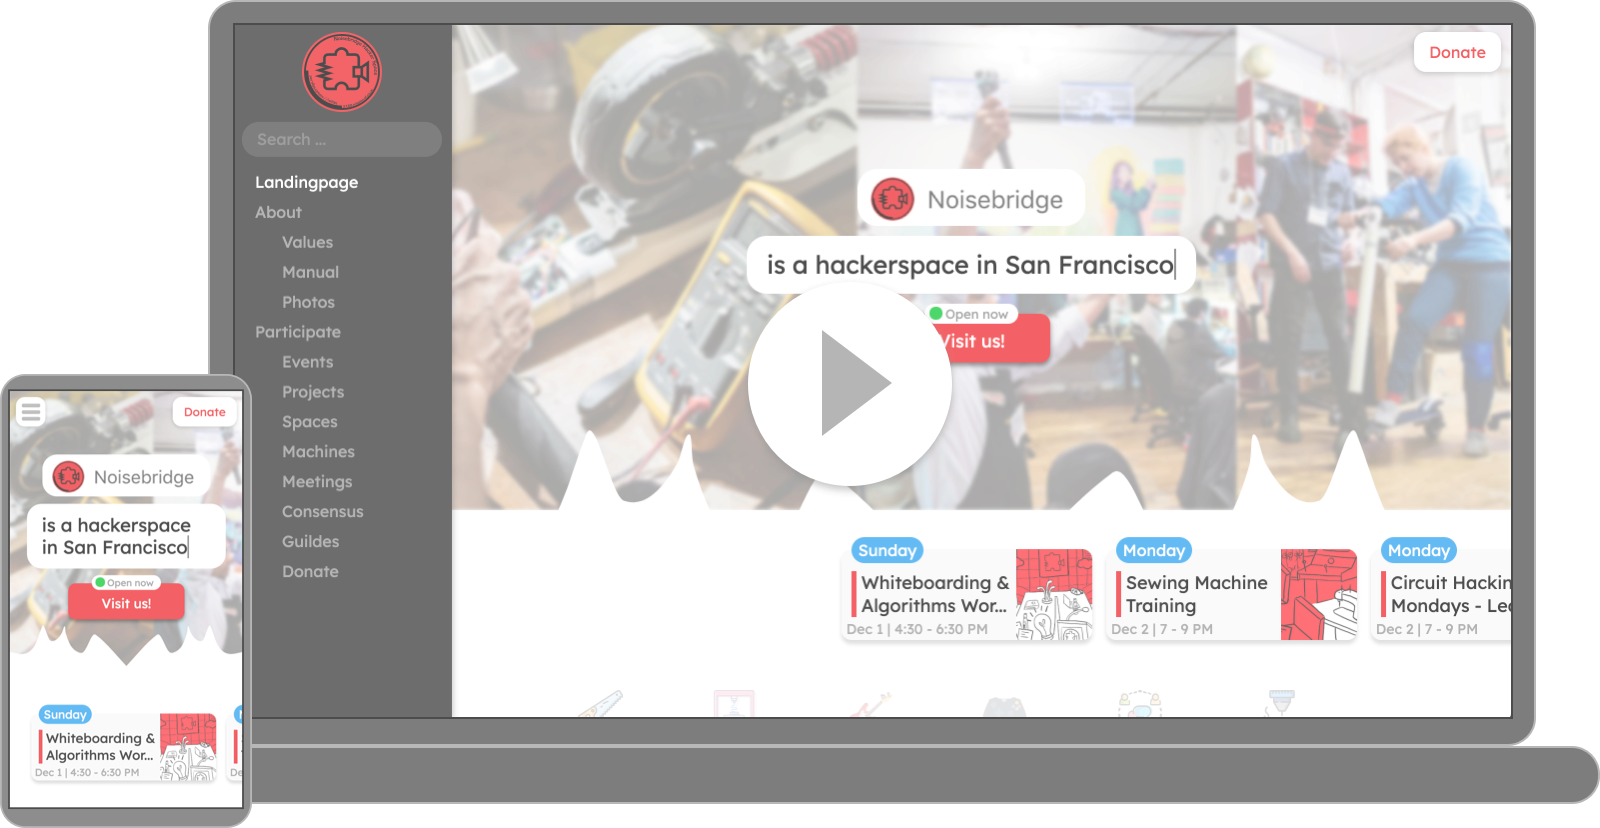 Search ...
Landingpage
About
Values
Manual
Photos
Participate
Events
Projects
Spaces
Machines
Meetings
Consensus
Guildes
Donate
Donate
Noisebridge
is a hackerspace in San Francisco
Open now
Visit us!
Sunday
Whiteboarding &
Algorithms Wor...
Dec 1 | 4:30 - 6:30 PM
Monday
Sewing Machine
Training
Dec 2 | 7 - 9 PM
Monday
Circuit Hackin
Mondays - Lec
Dec 2 | 7 - 9 PM
Donate
Noisebridge
is a hackerspace
in San Francisco
Open now
Visit us!
Sunday
Whiteboarding &
Algorithms Wor...
Dec 1 | 4:30 - 6:30 PM